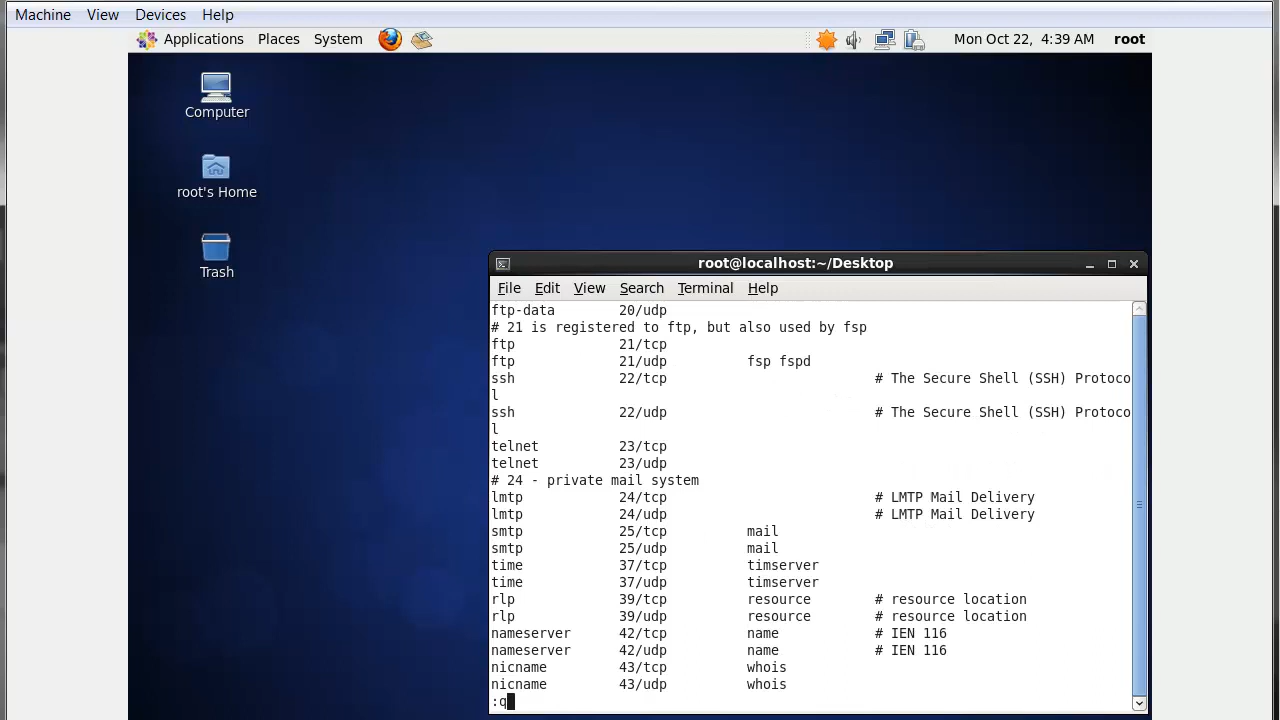 Machine View Devices Help
Applications Places System Mon Oct 22, 4:39 AM root
Computer
root's Home
Trash
root@localhost:~/Desktop
File Edit View Search Terminal Help
ftp-data 20/udp
# 21 is registered to ftp, but also used by fsp
ftp 21/tcp
ftp 21/udp fsp fspd
ssh 22/tcp # The Secure Shell (SSH) Protoco
l
ssh 22/udp # The Secure Shell (SSH) Protoco
l
telnet 23/tcp
telnet 23/udp
# 24 - private mail system
lmtp 24/tcp # LMTP Mail Delivery
lmtp 24/udp # LMTP Mail Delivery
smtp 25/tcp mail
smtp 25/udp mail
time 37/tcp timserver
time 37/udp timserver
rlp 39/tcp resource # resource location
rlp 39/udp resource # resource location
nameserver 42/tcp name # IEN 116
nameserver 42/udp name # IEN 116
nicname 43/tcp whois
nicname 43/udp whois
:q